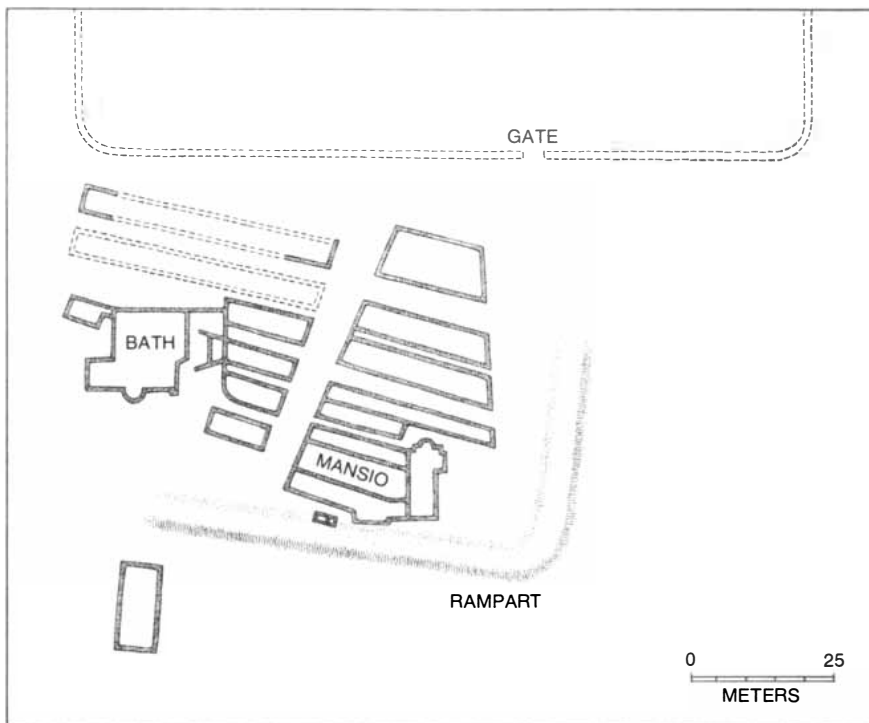 GATE
BATH
MANSIO
RAMPART
0 25
METERS